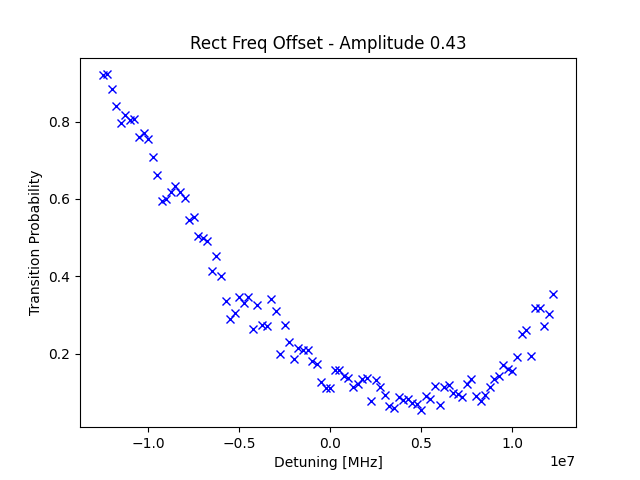 Rect Freq Offset - Amplitude 0.43
Transition Probability
0.8
0.6
0.4
0.2
−1.0
−0.5
0.0
0.5
1.0
1e7
Detuning [MHz]